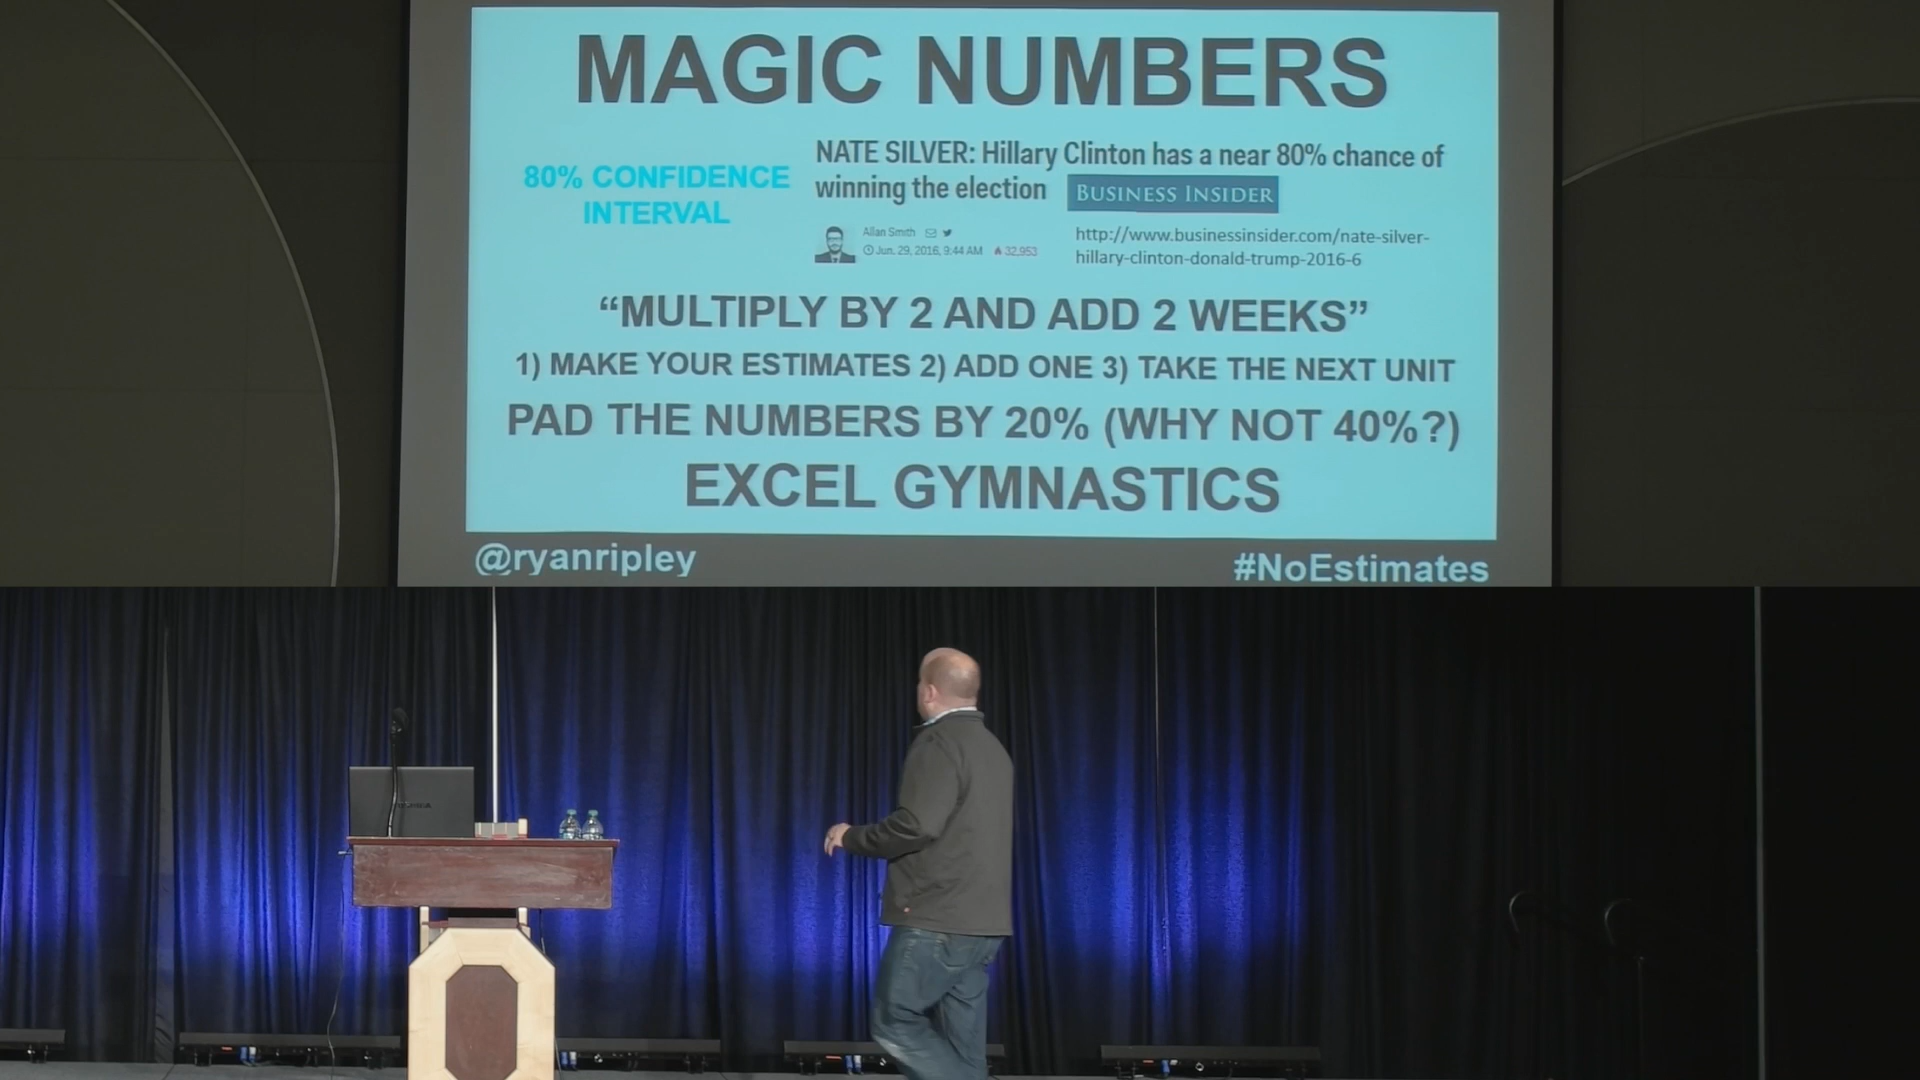 MAGIC NUMBERS
80% CONFIDENCE
INTERVAL
NATE SILVER: Hillary Clinton has a near 80% chance of
winning the election
BUSINESS INSIDER
Allan Smith
Jun. 29, 2016, 9:44 AM 32,953
http://www.businessinsider.com/nate-silver-
hillary-clinton-donald-trump-2016-6
“MULTIPLY BY 2 AND ADD 2 WEEKS”
1) MAKE YOUR ESTIMATES 2) ADD ONE 3) TAKE THE NEXT UNIT
PAD THE NUMBERS BY 20% (WHY NOT 40%?)
EXCEL GYMNASTICS
@ryanripley
#NoEstimates